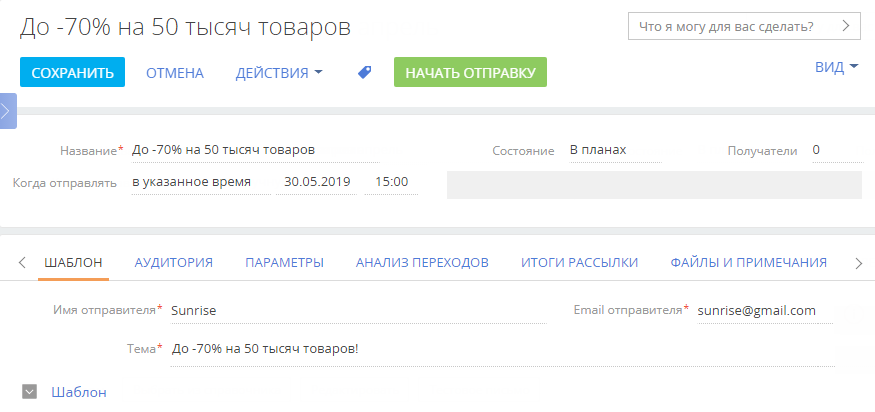 До -70% на 50 тысяч товаров
Что я могу для вас сделать?
СОХРАНИТЬ ОТМЕНА ДЕЙСТВИЯ НАЧАТЬ ОТПРАВКУ ВИД
Название* До -70% на 50 тысяч товаров Состояние В планах Получатели 0
Когда отправлять в указанное время 30.05.2019 15:00
ШАБЛОН АУДИТОРИЯ ПАРАМЕТРЫ АНАЛИЗ ПЕРЕХОДОВ ИТОГИ РАССЫЛКИ ФАЙЛЫ И ПРИМЕЧАНИЯ
Имя отправителя* Sunrise Email отправителя* sunrise@gmail.com
Тема* До -70% на 50 тысяч товаров!
Шаблон